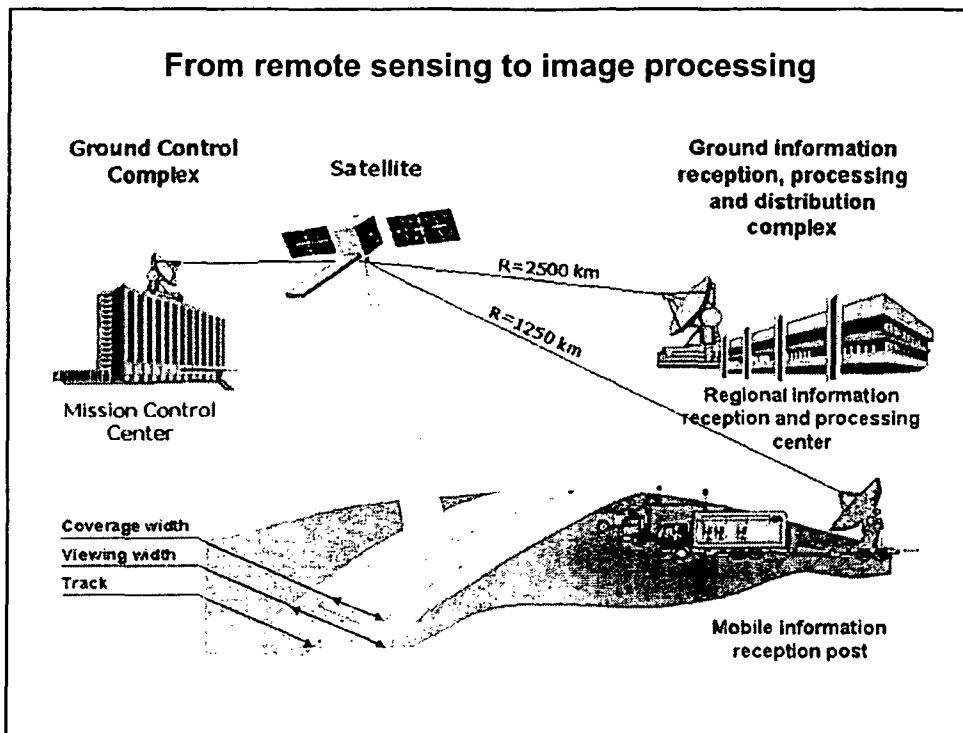 From remote sensing to image processing
Ground Control
Complex
Satellite
Ground information
reception, processing
and distribution
complex
R=2500 km
R=1250 km
Mission Control
Center
Regional information
reception and processing
center
Coverage width
Viewing width
Track
Mobile information
reception post